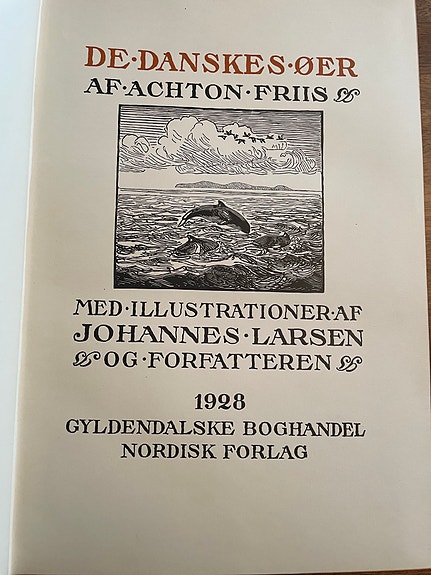 DE·DANSKES·ØER
AF·ACHTON·FRIIS
MED·ILLUSTRATIONER·AF
JOHANNES·LARSEN
OG·FORFATTEREN
1928
GYLDENDALSKE BOGHANDEL
NORDISK FORLAG